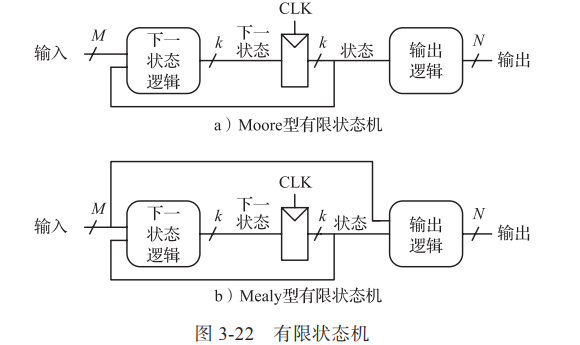 CLK
输入 M 下一状态逻辑 k 下一状态 k 状态 输出逻辑 N 输出
a）Moore型有限状态机
CLK
输入 M 下一状态逻辑 k 下一状态 k 状态 输出逻辑 N 输出
b）Mealy型有限状态机
图 3-22 有限状态机